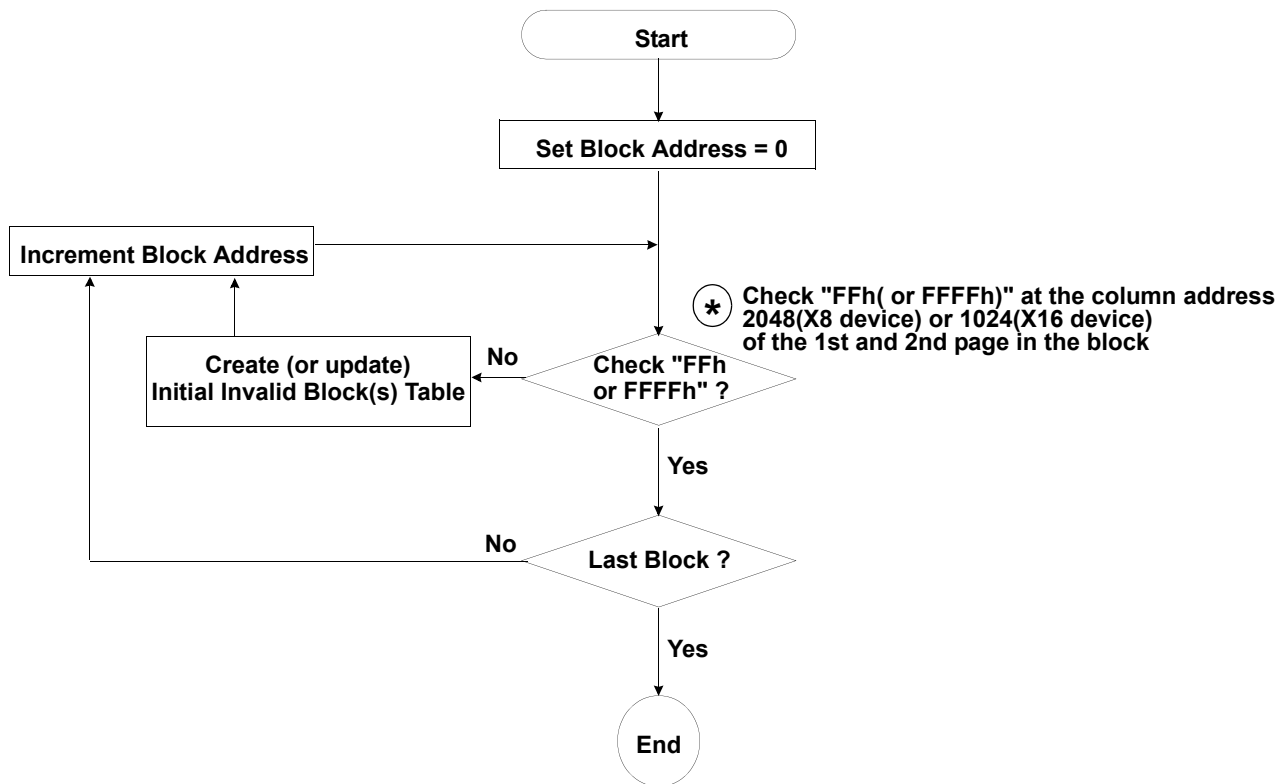 Start
Set Block Address = 0
Increment Block Address
* Check "FFh( or FFFFh)" at the column address
2048(X8 device) or 1024(X16 device)
of the 1st and 2nd page in the block
Create (or update)
Initial Invalid Block(s) Table
No
Check "FFh
or FFFFh" ?
Yes
No
Last Block ?
Yes
End